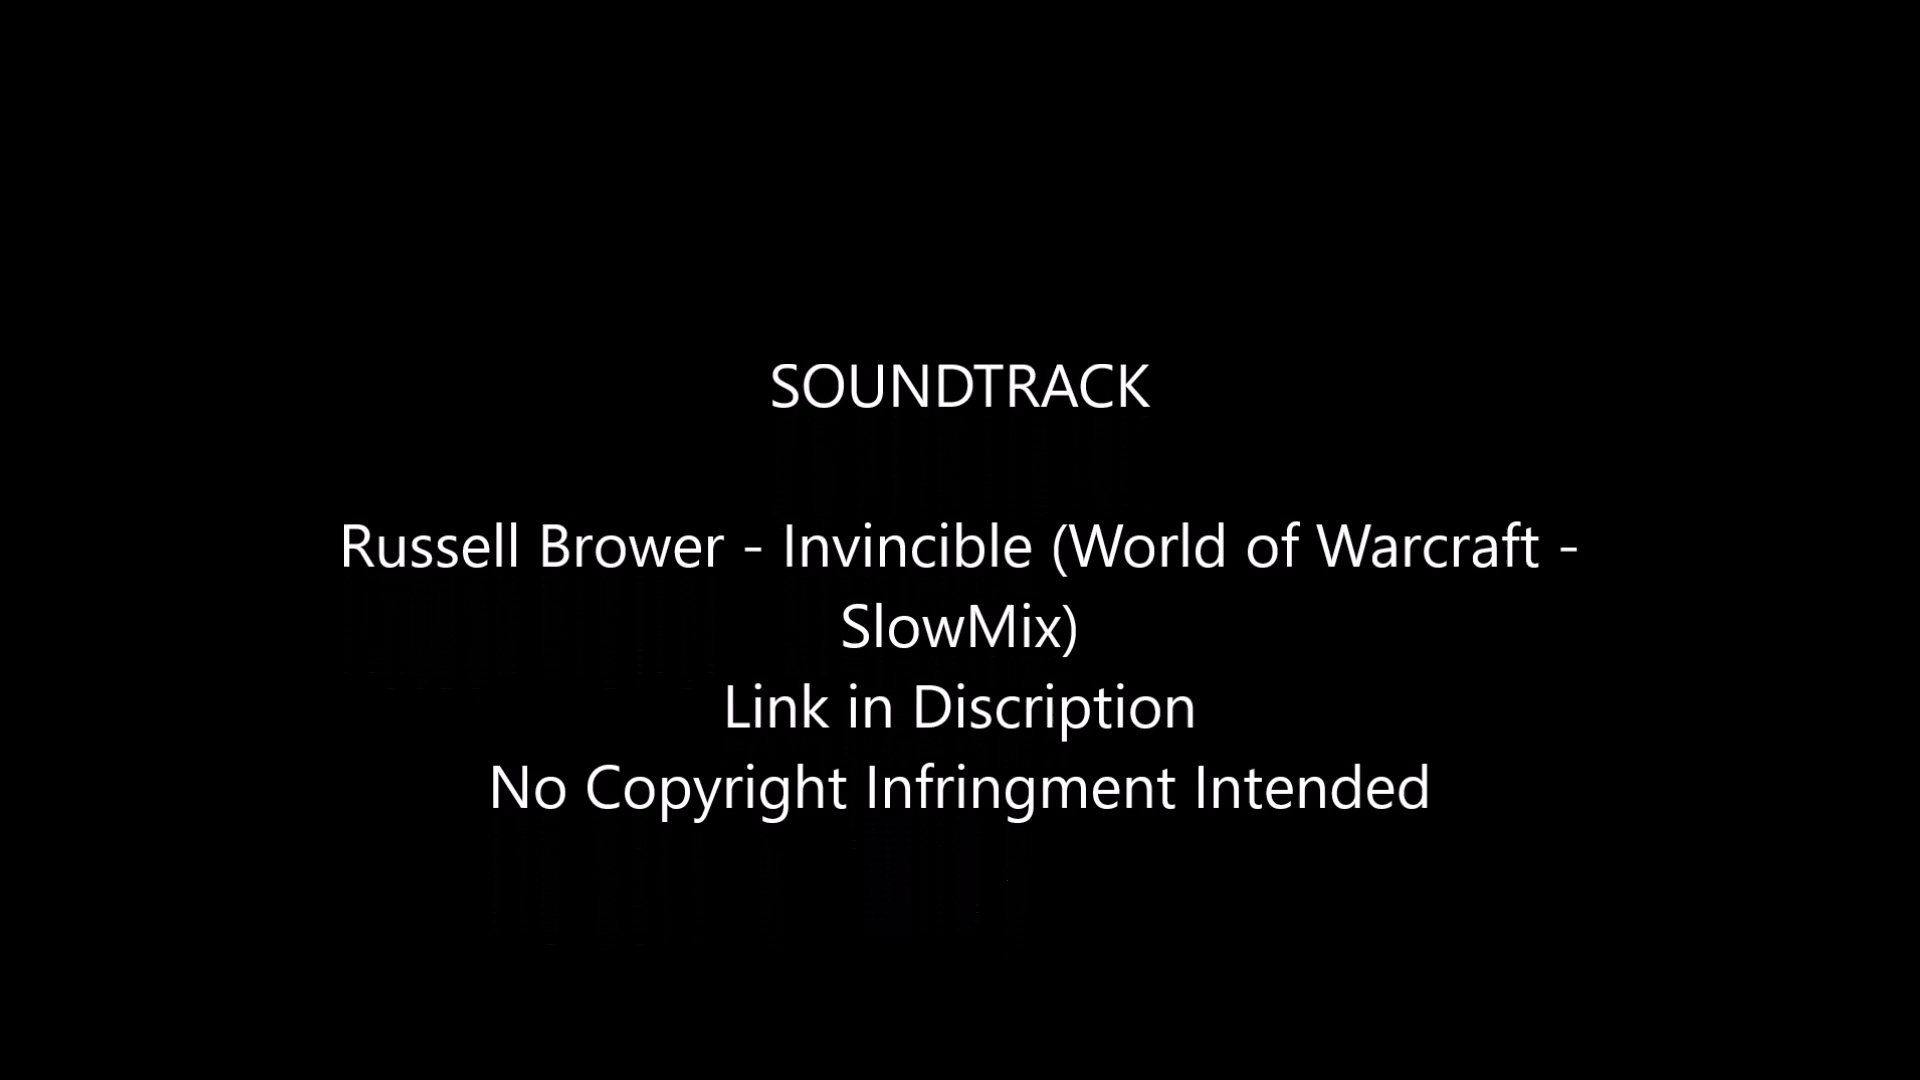 SOUNDTRACK
Russell Brower - Invincible (World of Warcraft -
SlowMix)
Link in Discription
No Copyright Infringment Intended